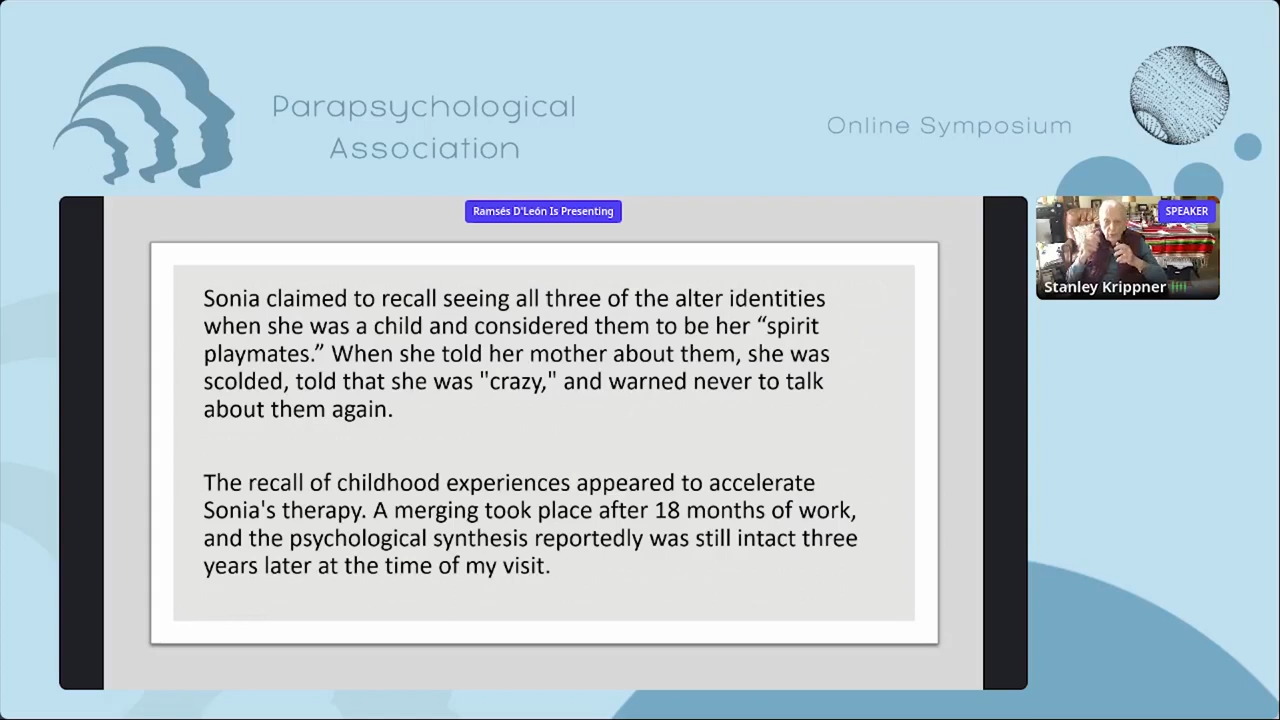 Parapsychological
Association
Online Symposium
Ramsés D'León Is Presenting
SPEAKER
Stanley Krippner
Sonia claimed to recall seeing all three of the alter identities
when she was a child and considered them to be her “spirit
playmates.” When she told her mother about them, she was
scolded, told that she was "crazy," and warned never to talk
about them again.
The recall of childhood experiences appeared to accelerate
Sonia's therapy. A merging took place after 18 months of work,
and the psychological synthesis reportedly was still intact three
years later at the time of my visit.